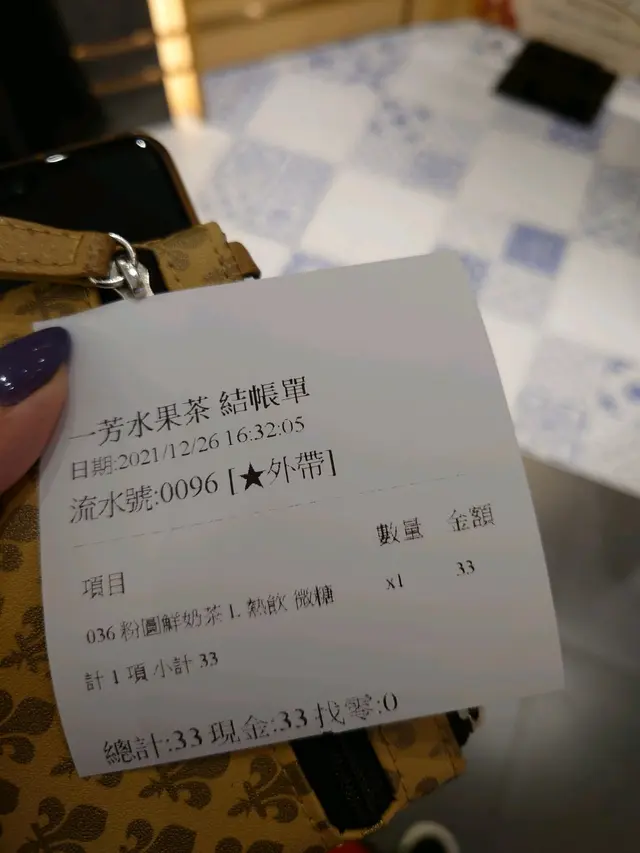 一芳水果茶 結帳單
日期:2021/12/26 16:32:05
流水號:0096 [★外帶]
項目 數量 金額
036 粉圓鮮奶茶 L 熱飲 微糖 x1 33
計 1 項 小計 33
總計:33 現金:33 找零:0